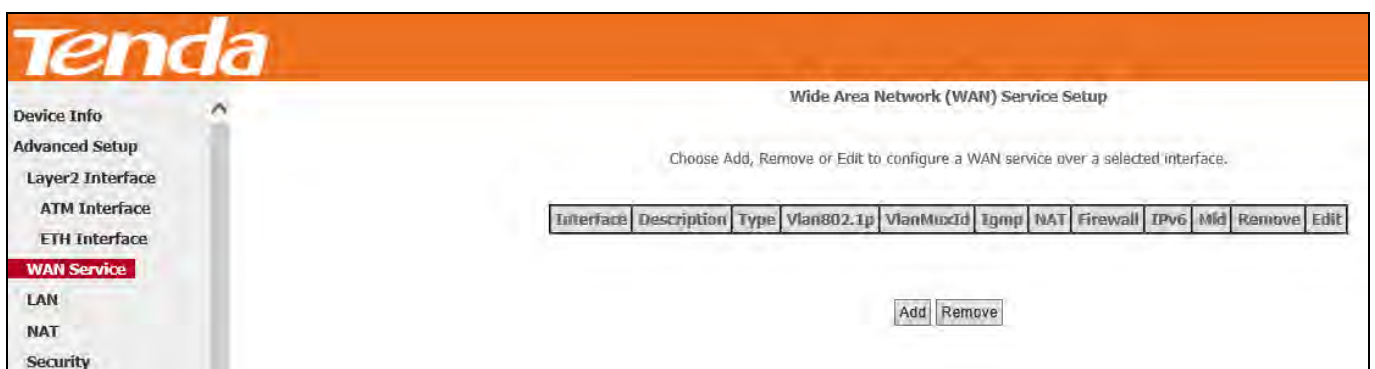 Tenda
Device Info
Advanced Setup
Layer2 Interface
ATM Interface
ETH Interface
WAN Service
LAN
NAT
Security
Wide Area Network (WAN) Service Setup
Choose Add, Remove or Edit to configure a WAN service over a selected interface.
Interface Description Type Vlan802.1p VlanMuxId Igmp NAT Firewall IPv6 Mld Remove Edit
Add Remove